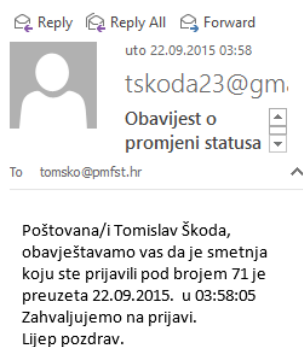 Reply Reply All Forward
uto 22.09.2015 03:58
tskoda23@gm
Obavijest o
promjeni statusa
To tomsko@pmfst.hr
Poštovana/i Tomislav Škoda,
obavještavamo vas da je smetnja
koju ste prijavili pod brojem 71 je
preuzeta 22.09.2015. u 03:58:05
Zahvaljujemo na prijavi.
Lijep pozdrav.